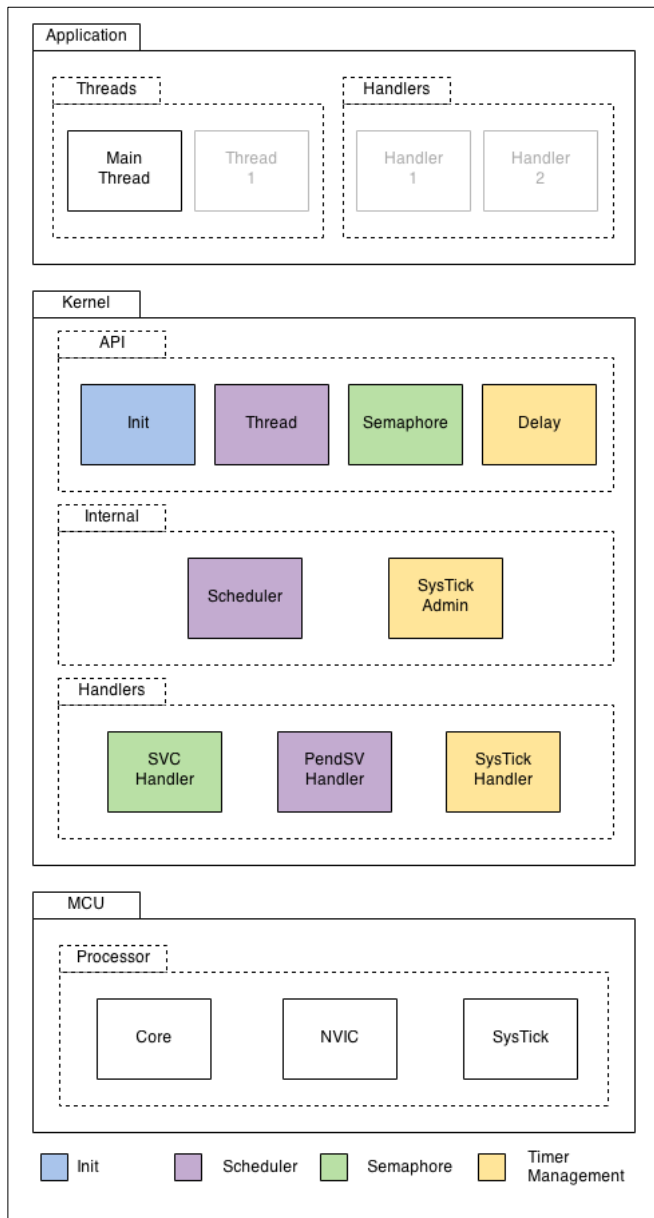 Application
Threads
Handlers
Main
Thread
Thread
1
Handler
1
Handler
2
Kernel
API
Init
Thread
Semaphore
Delay
Internal
Scheduler
SysTick
Admin
Handlers
SVC
Handler
PendSV
Handler
SysTick
Handler
MCU
Processor
Core
NVIC
SysTick
Init
Scheduler
Semaphore
Timer
Management